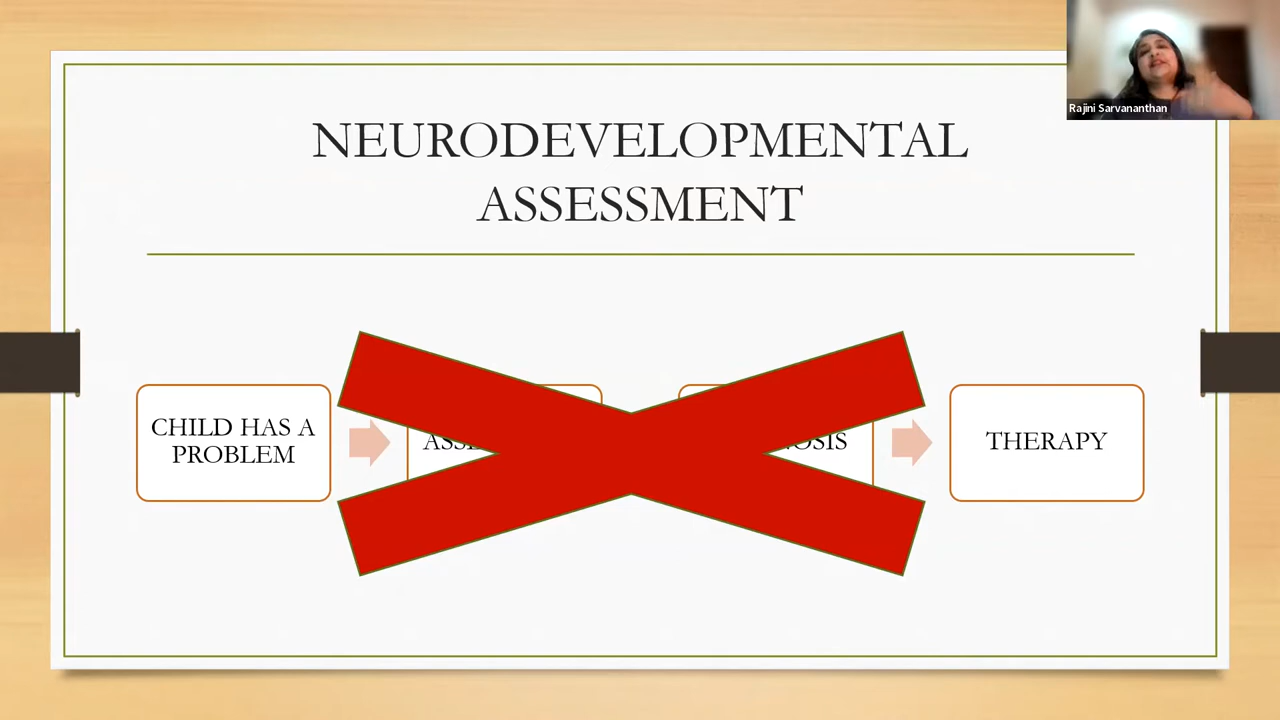 Rajini Sarvananthan
NEURODEVELOPMENTAL
ASSESSMENT
CHILD HAS A
PROBLEM
THERAPY